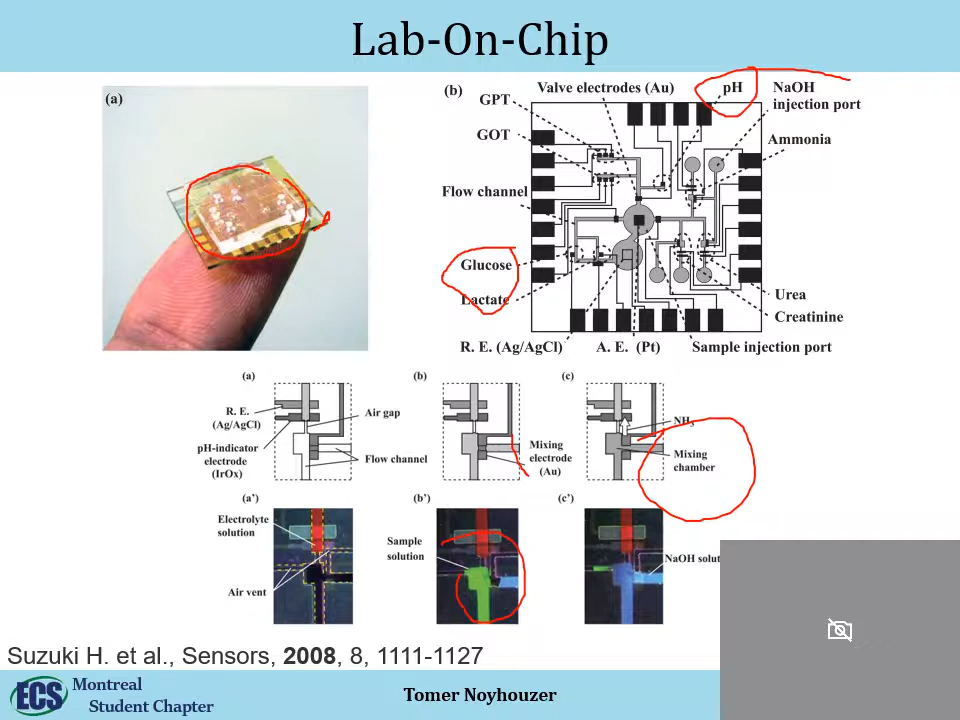 Lab-On-Chip
(a)
(b)
Valve electrodes (Au)
pH
NaOH
injection port
GPT
GOT
Ammonia
Flow channel
Glucose
Lactate
Urea
Creatinine
R. E. (Ag/AgCl)
A. E. (Pt)
Sample injection port
(a)
(b)
(c)
R. E.
(Ag/AgCl)
Air gap
pH-indicator
electrode
(IrOx)
Flow channel
Mixing
electrode
(Au)
NH3
Mixing
chamber
(a')
(b')
(c')
Electrolyte
solution
Air vent
Sample
solution
NaOH solut
Suzuki H. et al., Sensors, 2008, 8, 1111-1127
ECS Montreal
Student Chapter
Tomer Noyhouzer